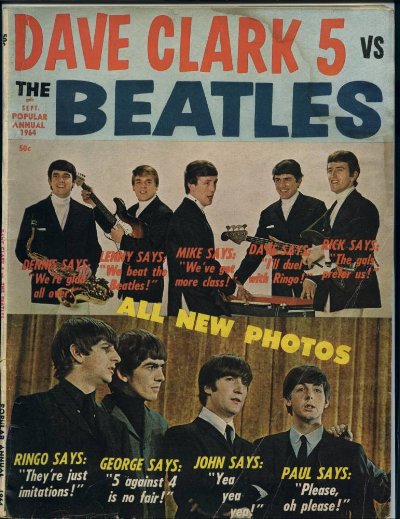 DAVE CLARK 5 vs
THE BEATLES
SEPT.
POPULAR
ANNUAL
1964
50c
DENNIS SAYS:
"We're glad
all over"
LENNY SAYS:
"We beat the
Beatles!"
MIKE SAYS:
"We've got
more class!"
DAVE SAYS:
"I'll duel
with Ringo!"
RICK SAYS:
"The gals
prefer us!"
ALL NEW PHOTOS
RINGO SAYS:
"They're just
imitations!"
GEORGE SAYS:
"5 against 4
is no fair!"
JOHN SAYS:
"Yea
yea
yea!"
PAUL SAYS:
"Please,
oh please!"
50c
POPULAR ANNUAL